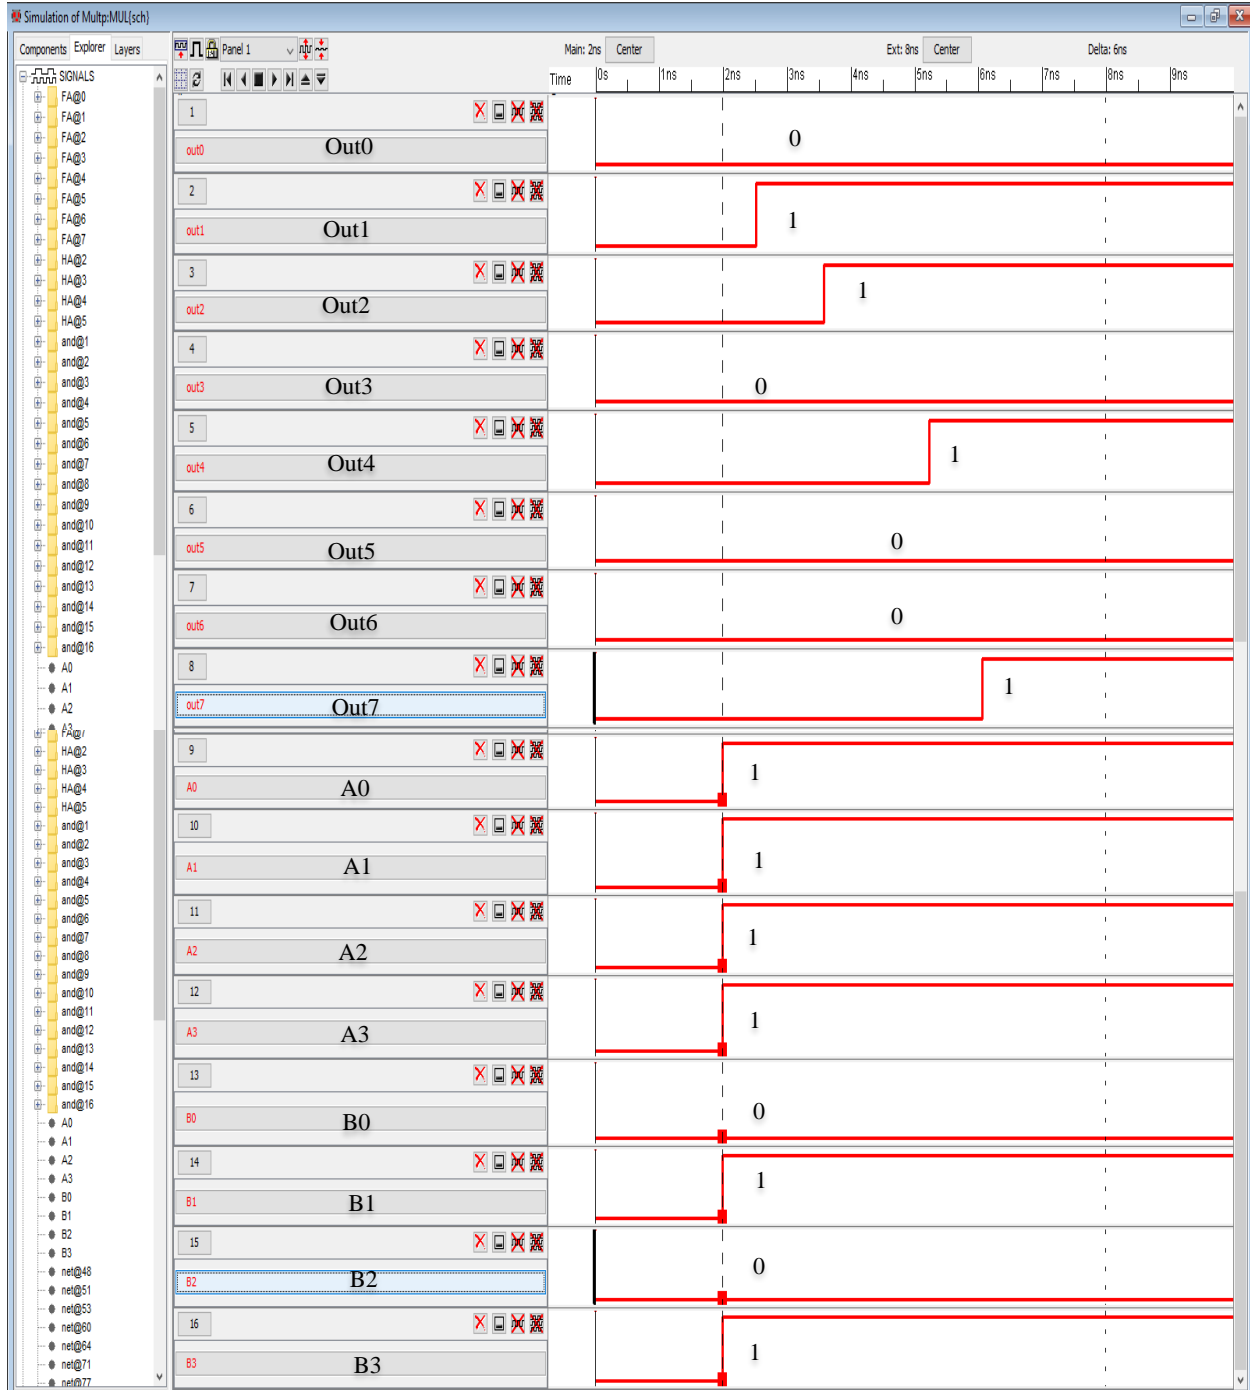 Simulation of Multp:MUL{sch}
Components Explorer Layers
Panel 1
Main: 2ns Center Ext: 8ns Center Delta: 6ns
Time 0s 1ns 2ns 3ns 4ns 5ns 6ns 7ns 8ns 9ns
SIGNALS
FA@0
FA@1
FA@2
FA@3
FA@4
FA@5
FA@6
FA@7
HA@2
HA@3
HA@4
HA@5
and@1
and@2
and@3
and@4
and@5
and@6
and@7
and@8
and@9
and@10
and@11
and@12
and@13
and@14
and@15
and@16
A0
A1
A2
A3
FA@7
HA@2
HA@3
HA@4
HA@5
and@1
and@2
and@3
and@4
and@5
and@6
and@7
and@8
and@9
and@10
and@11
and@12
and@13
and@14
and@15
and@16
A0
A1
A2
A3
B0
B1
B2
B3
net@48
net@51
net@53
net@60
net@64
net@71
net@77
1
out0 Out0 0
2
out1 Out1 1
3
out2 Out2 1
4
out3 Out3 0
5
out4 Out4 1
6
out5 Out5 0
7
out6 Out6 0
8
out7 Out7 1
9
A0 A0 1
10
A1 A1 1
11
A2 A2 1
12
A3 A3 1
13
B0 B0 0
14
B1 B1 1
15
B2 B2 0
16
B3 B3 1